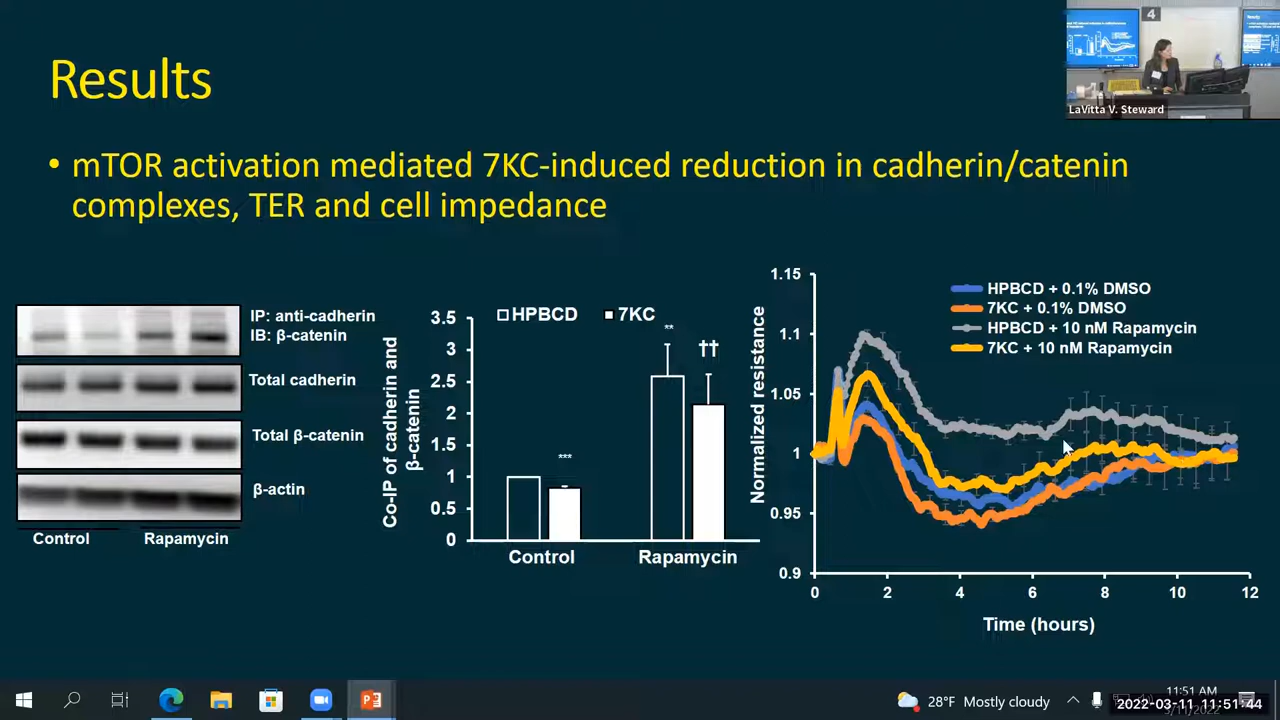 4
LaVitta V. Steward
Results
• mTOR activation mediated 7KC-induced reduction in cadherin/catenin
complexes, TER and cell impedance
IP: anti-cadherin
IB: β-catenin
Total cadherin
Total β-catenin
β-actin
Control Rapamycin
Co-IP of cadherin and
β-catenin
HPBCD 7KC
3.5
3
2.5
2
1.5
1
0.5
0
***
**
††
Control Rapamycin
Normalized resistance
1.15
1.1
1.05
1
0.95
0.9
HPBCD + 0.1% DMSO
7KC + 0.1% DMSO
HPBCD + 10 nM Rapamycin
7KC + 10 nM Rapamycin
0 2 4 6 8 10 12
Time (hours)
28°F Mostly cloudy
11:51 AM
2022-03-11 11:51:44